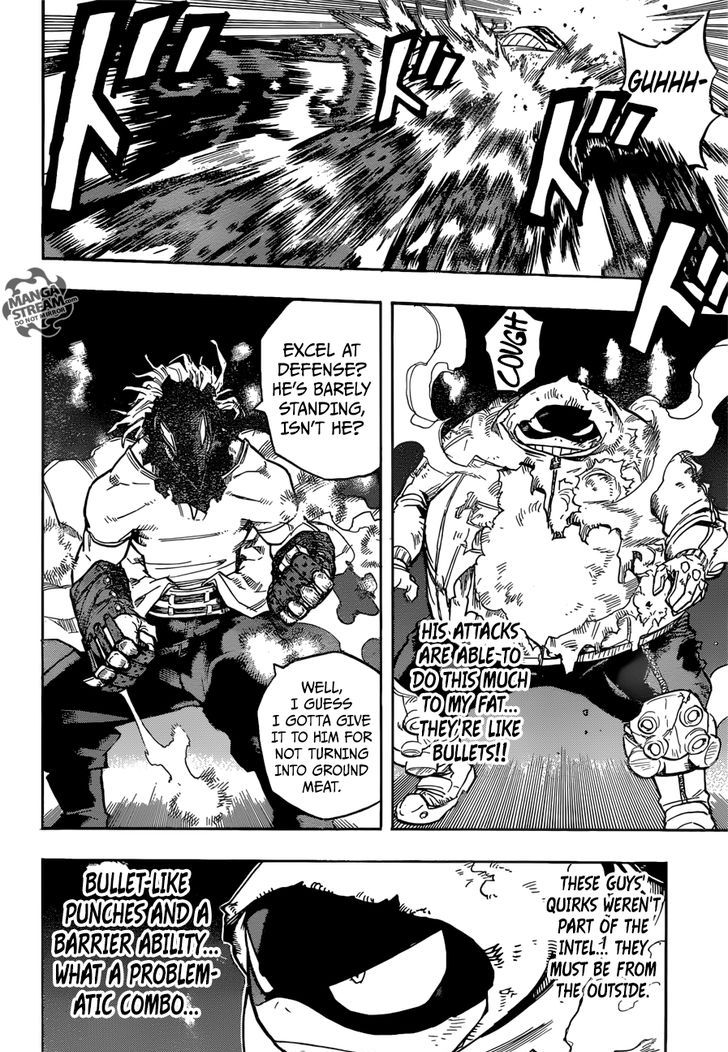 GUHHH-
ドドドドド
COUGH
HIS ATTACKS
ARE ABLE TO
DO THIS MUCH
TO MY FAT...
THEY'RE LIKE
BULLETS!!
EXCEL AT
DEFENSE?
HE'S BARELY
STANDING,
ISN'T HE?
WELL,
I GUESS
I GOTTA GIVE
IT TO HIM FOR
NOT TURNING
INTO GROUND
MEAT.
THESE GUYS'
QUIRKS WEREN'T
PART OF THE
INTEL... THEY
MUST BE FROM
THE OUTSIDE.
BULLET-LIKE
PUNCHES AND A
BARRIER ABILITY...
WHAT A PROBLEM-
ATIC COMBO...
MANGA
STREAM.com
DO NOT MIRROR